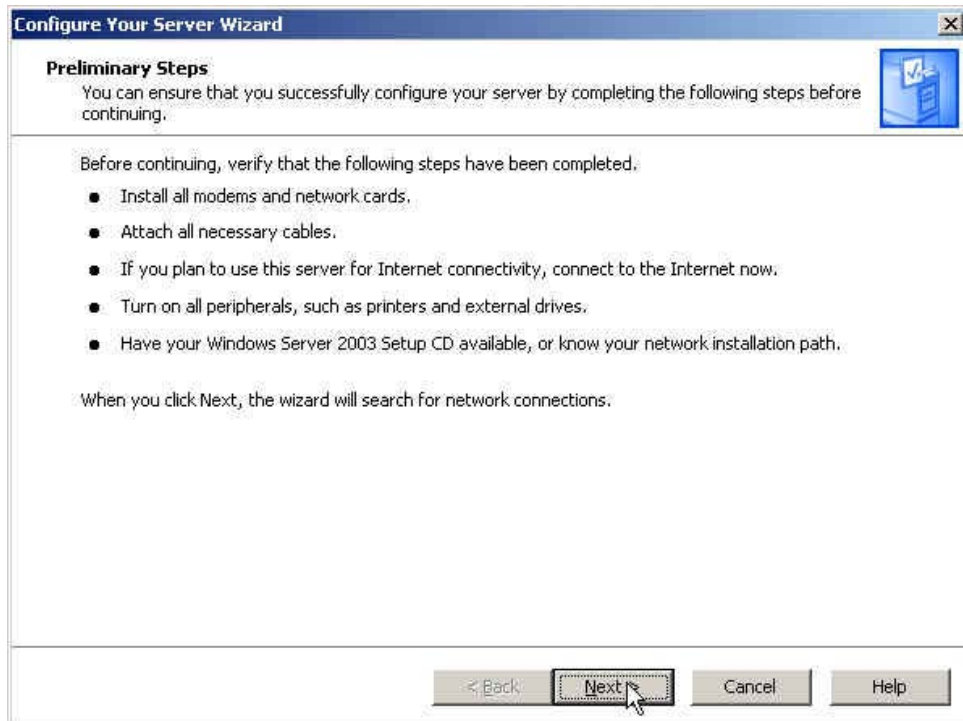 Configure Your Server Wizard
Preliminary Steps
You can ensure that you successfully configure your server by completing the following steps before
continuing.
Before continuing, verify that the following steps have been completed.
● Install all modems and network cards.
● Attach all necessary cables.
● If you plan to use this server for Internet connectivity, connect to the Internet now.
● Turn on all peripherals, such as printers and external drives.
● Have your Windows Server 2003 Setup CD available, or know your network installation path.
When you click Next, the wizard will search for network connections.
< Back Next > Cancel Help